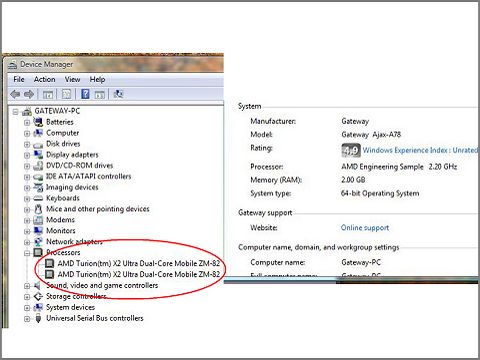 Device Manager
File Action View Help
GATEWAY-PC
Batteries
Computer
Disk drives
Display adapters
DVD/CD-ROM drives
IDE ATA/ATAPI controllers
Imaging devices
Keyboards
Mice and other pointing devices
Modems
Monitors
Network adapters
Processors
AMD Turion(tm) X2 Ultra Dual-Core Mobile ZM-82
AMD Turion(tm) X2 Ultra Dual-Core Mobile ZM-82
Sound, video and game controllers
Storage controllers
System devices
Universal Serial Bus controllers
System
Manufacturer: Gateway
Model: Gateway Ajax-A78
Rating: 4,9 Windows Experience Index: Unrated
Processor: AMD Engineering Sample 2.20 GHz
Memory (RAM): 2.00 GB
System type: 64-bit Operating System
Gateway support
Website: Online support
Computer name, domain, and workgroup settings
Computer name: Gateway-PC
Full computer name: Gateway-PC